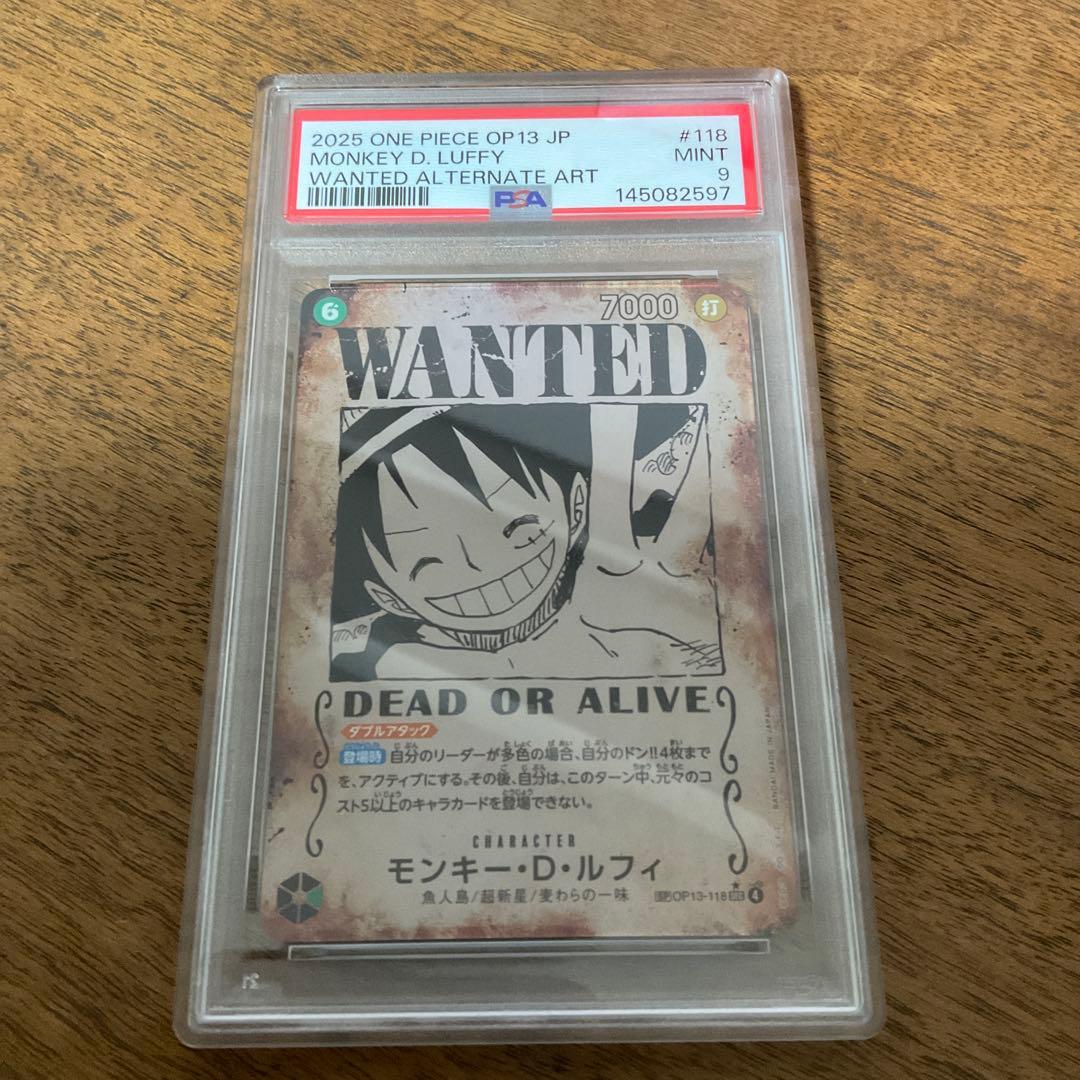 2025 ONE PIECE OP13 JP #118
MONKEY D. LUFFY MINT
WANTED ALTERNATE ART 9
PSA 145082597
6 7000 打
WANTED
DEAD OR ALIVE
ダブルアタック
登場時 自分のリーダーが多色の場合、自分のドン!!4枚まで
を、アクティブにする。その後、自分は、このターン中、元々のコ
スト5以上のキャラカードを登場できない。
CHARACTER
モンキー・D・ルフィ
魚人島/超新星/麦わらの一味
OP13-118 4
BANDAI MADE IN JAPAN